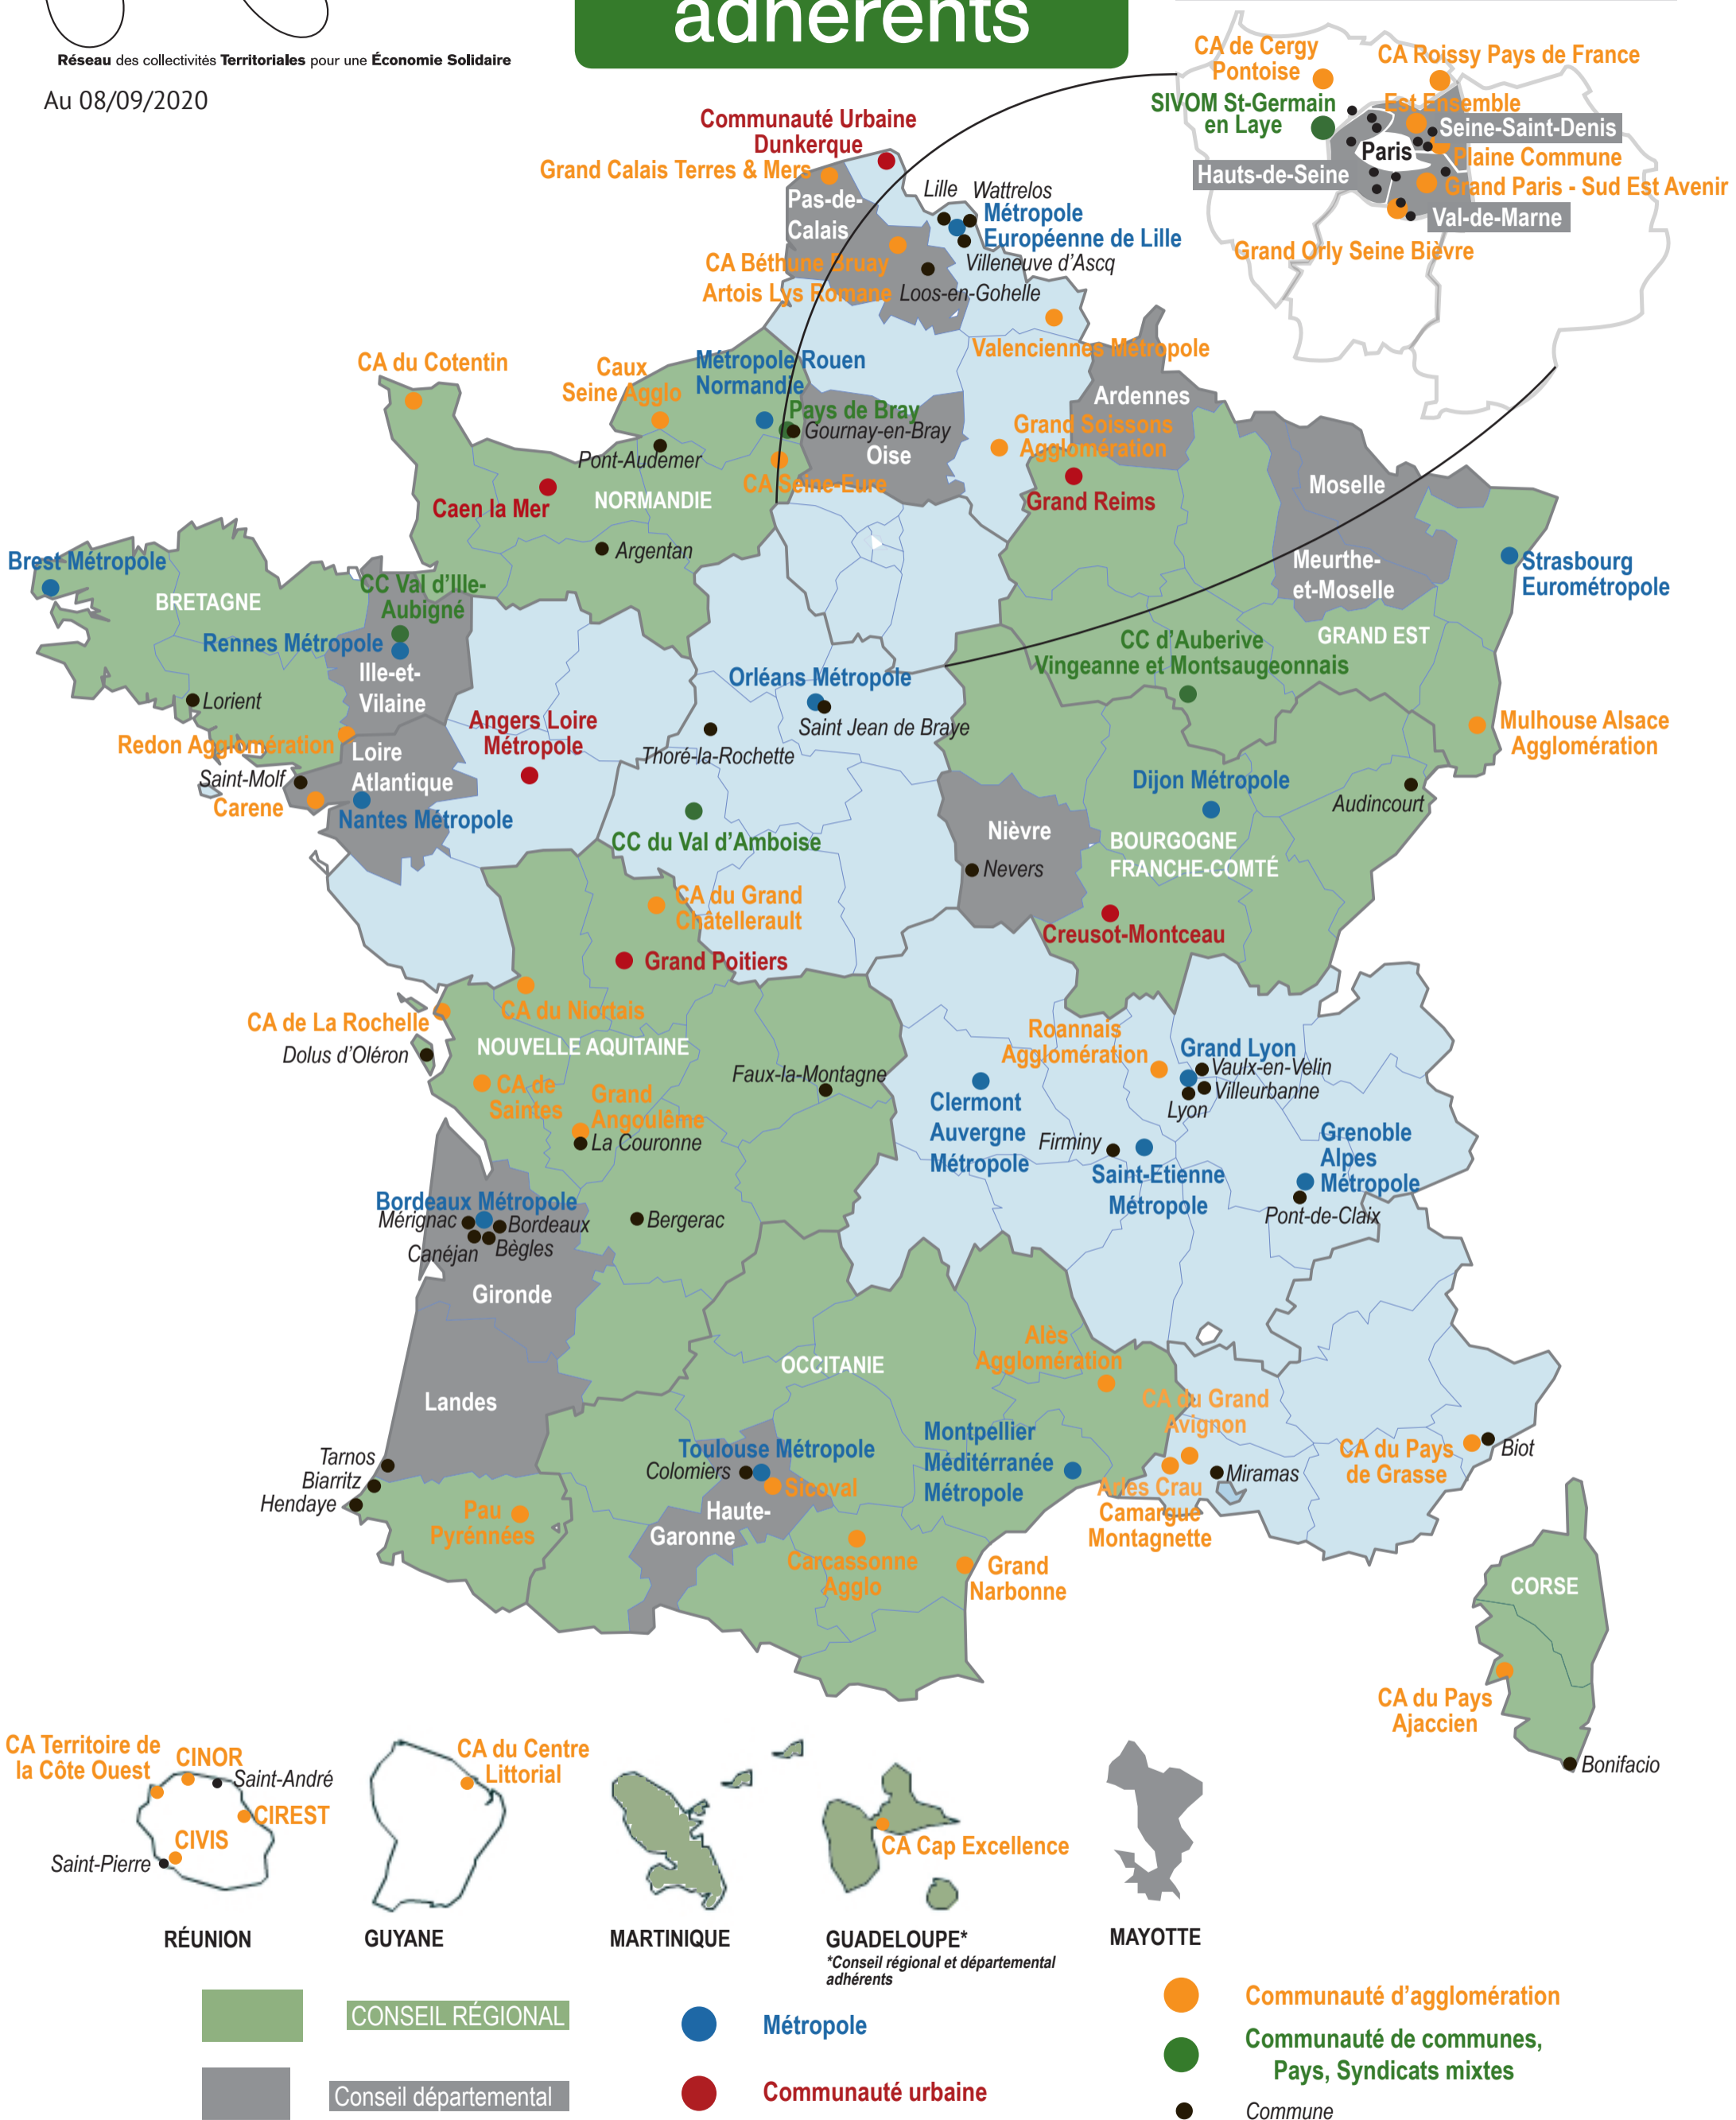 adhérents
Réseau des collectivités Territoriales pour une Économie Solidaire
Au 08/09/2020
CA de Cergy
Pontoise
CA Roissy Pays de France
SIVOM St-Germain
en Laye
Est Ensemble
Seine-Saint-Denis
Paris
Plaine Commune
Hauts-de-Seine
Grand Paris - Sud Est Avenir
Val-de-Marne
Grand Orly Seine Bièvre
Communauté Urbaine
Dunkerque
Grand Calais Terres & Mers
Pas-de-
Calais
Lille
Wattrelos
Métropole
Européenne de Lille
Villeneuve d'Ascq
CA Béthune Bruay
Artois Lys Romane
Loos-en-Gohelle
Valenciennes Métropole
CA du Cotentin
Caux
Seine Agglo
Métropole Rouen
Normandie
Pays de Bray
Gournay-en-Bray
Oise
Ardennes
Grand Soissons
Agglomération
Pont-Audemer
CA Seine-Eure
Grand Reims
Caen la Mer
NORMANDIE
Argentan
Moselle
Meurthe-
et-Moselle
Strasbourg
Eurométropole
GRAND EST
Brest Métropole
BRETAGNE
CC Val d'Ille-
Aubigné
Rennes Métropole
Ille-et-
Vilaine
Lorient
CC d'Auberive
Vingeanne et Montsaugeonnais
Orléans Métropole
Saint Jean de Braye
Thoré-la-Rochette
Angers Loire
Métropole
Mulhouse Alsace
Agglomération
Redon Agglomération
Loire
Atlantique
Saint-Molf
Carene
Nantes Métropole
CC du Val d'Amboise
Dijon Métropole
Audincourt
Nièvre
Nevers
BOURGOGNE
FRANCHE-COMTÉ
Creusot-Montceau
CA du Grand
Châtellerault
Grand Poitiers
CA du Niortais
CA de La Rochelle
Dolus d'Oléron
NOUVELLE AQUITAINE
CA de
Saintes
Grand
Angoulême
La Couronne
Faux-la-Montagne
Roannais
Agglomération
Grand Lyon
Vaulx-en-Velin
Villeurbanne
Lyon
Clermont
Auvergne
Métropole
Firminy
Saint-Etienne
Métropole
Grenoble
Alpes
Métropole
Pont-de-Claix
Bordeaux Métropole
Mérignac
Bordeaux
Canéjan
Bègles
Bergerac
Gironde
Landes
OCCITANIE
Alès
Agglomération
CA du Grand
Avignon
Montpellier
Méditérranée
Métropole
Arles Crau
Camargue
Montagnette
Miramas
CA du Pays
de Grasse
Biot
Tarnos
Biarritz
Hendaye
Pau
Pyrénnées
Toulouse Métropole
Colomiers
Sicoval
Haute-
Garonne
Carcassonne
Agglo
Grand
Narbonne
CORSE
CA du Pays
Ajaccien
Bonifacio
CA Territoire de
la Côte Ouest
CINOR
Saint-André
CIREST
CIVIS
Saint-Pierre
RÉUNION
CA du Centre
Littorial
GUYANE
MARTINIQUE
CA Cap Excellence
GUADELOUPE*
*Conseil régional et départemental
adhérents
MAYOTTE
CONSEIL RÉGIONAL
Conseil départemental
Métropole
Communauté urbaine
Communauté d'agglomération
Communauté de communes,
Pays, Syndicats mixtes
Commune